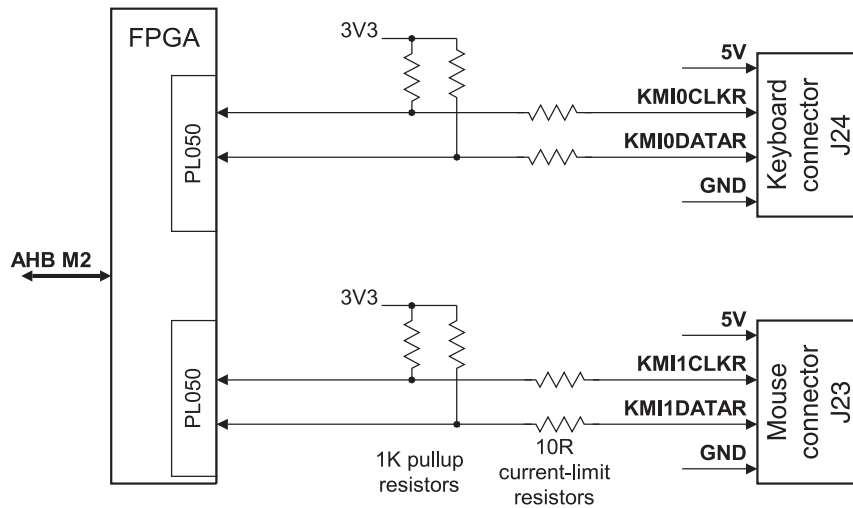 FPGA
3V3
PL050
5V
KMI0CLKR
KMI0DATAR
GND
Keyboard
connector
J24
AHB M2
3V3
PL050
5V
KMI1CLKR
KMI1DATAR
GND
Mouse
connector
J23
1K pullup
resistors
10R
current-limit
resistors